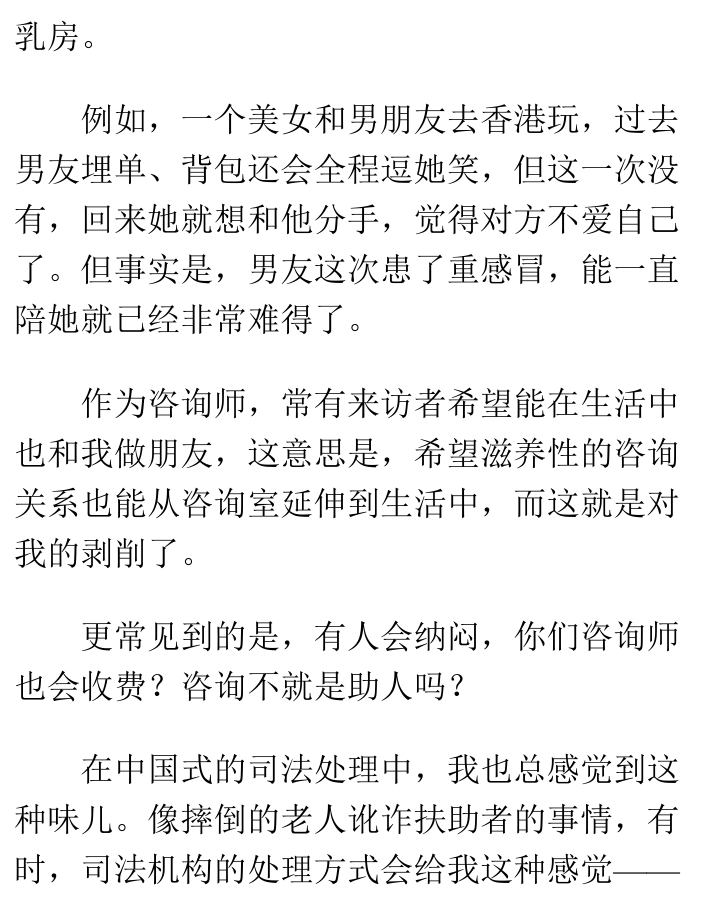 乳房。
例如，一个美女和男朋友去香港玩，过去
男友埋单、背包还会全程逗她笑，但这一次没
有，回来她就想和他分手，觉得对方不爱自己
了。但事实是，男友这次患了重感冒，能一直
陪她就已经非常难得了。
作为咨询师，常有来访者希望能在生活中
也和我做朋友，这意思是，希望滋养性的咨询
关系也能从咨询室延伸到生活中，而这就是对
我的剥削了。
更常见到的是，有人会纳闷，你们咨询师
也会收费？咨询不就是助人吗？
在中国式的司法处理中，我也总感觉到这
种味儿。像摔倒的老人讹诈扶助者的事情，有
时，司法机构的处理方式会给我这种感觉——